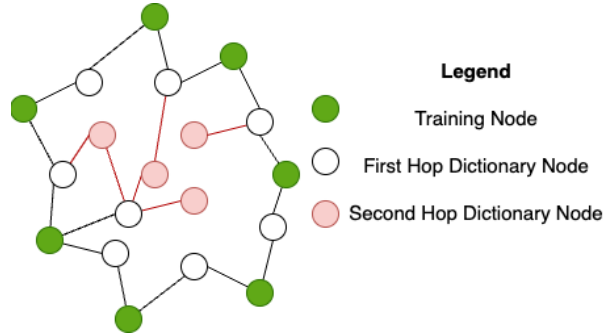 Legend
Training Node
First Hop Dictionary Node
Second Hop Dictionary Node